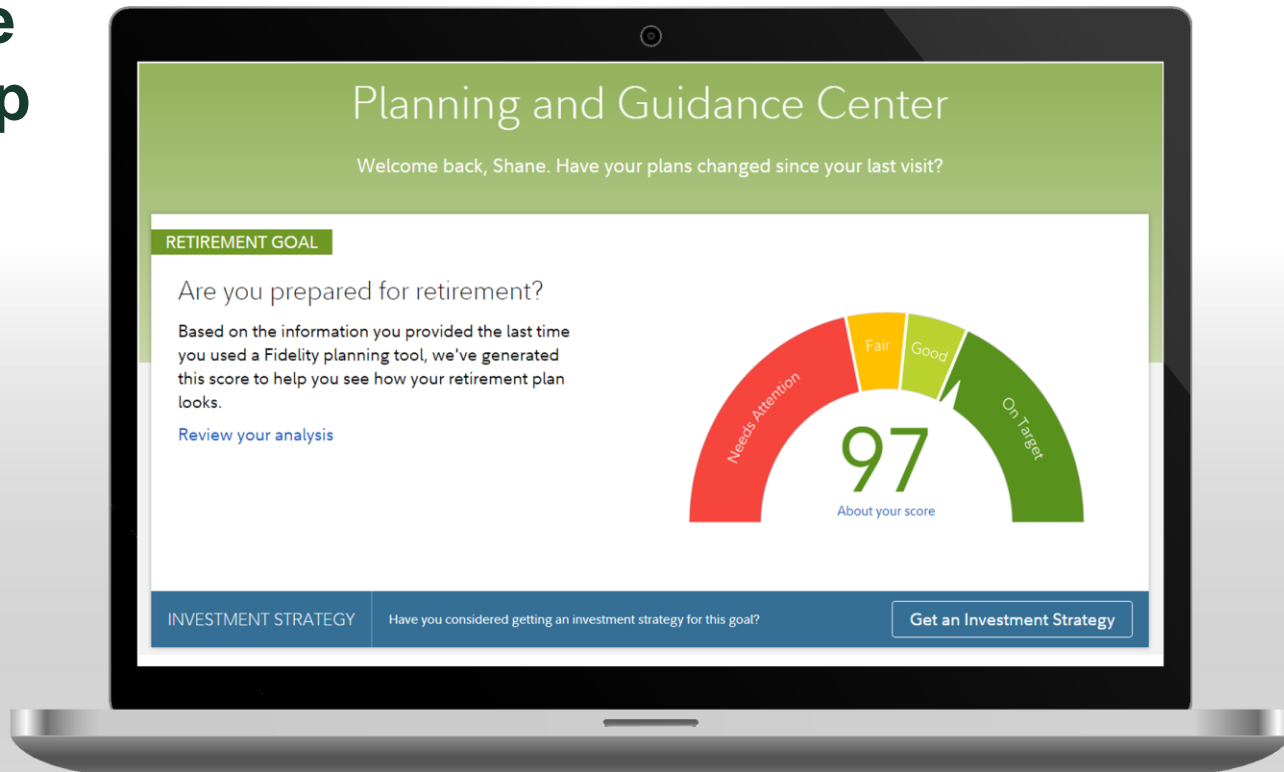 e
p
Planning and Guidance Center
Welcome back, Shane. Have your plans changed since your last visit?
RETIREMENT GOAL
Are you prepared for retirement?
Based on the information you provided the last time
you used a Fidelity planning tool, we've generated
this score to help you see how your retirement plan
looks.
Review your analysis
Needs Attention
Fair
Good
On Target
97
About your score
INVESTMENT STRATEGY
Have you considered getting an investment strategy for this goal?
Get an Investment Strategy